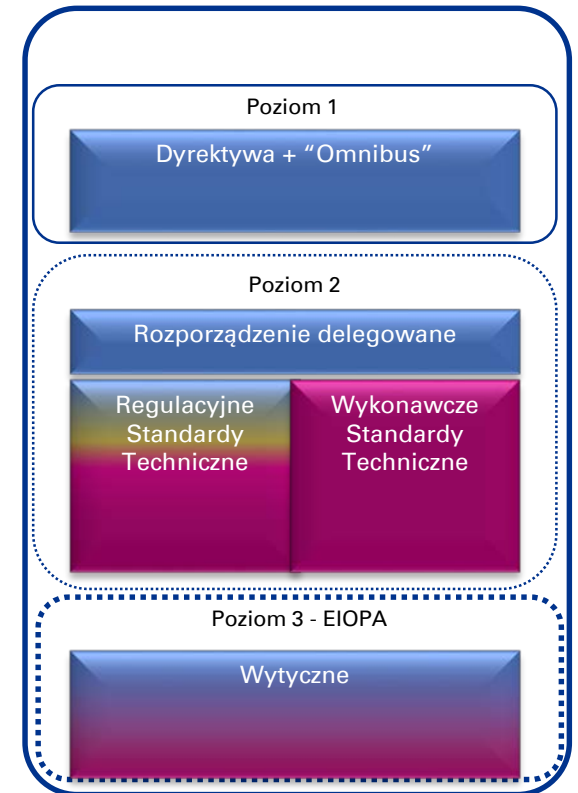 Poziom 1
Dyrektywa + “Omnibus”
Poziom 2
Rozporządzenie delegowane
Regulacyjne
Standardy
Techniczne
Wykonawcze
Standardy
Techniczne
Poziom 3 - EIOPA
Wytyczne